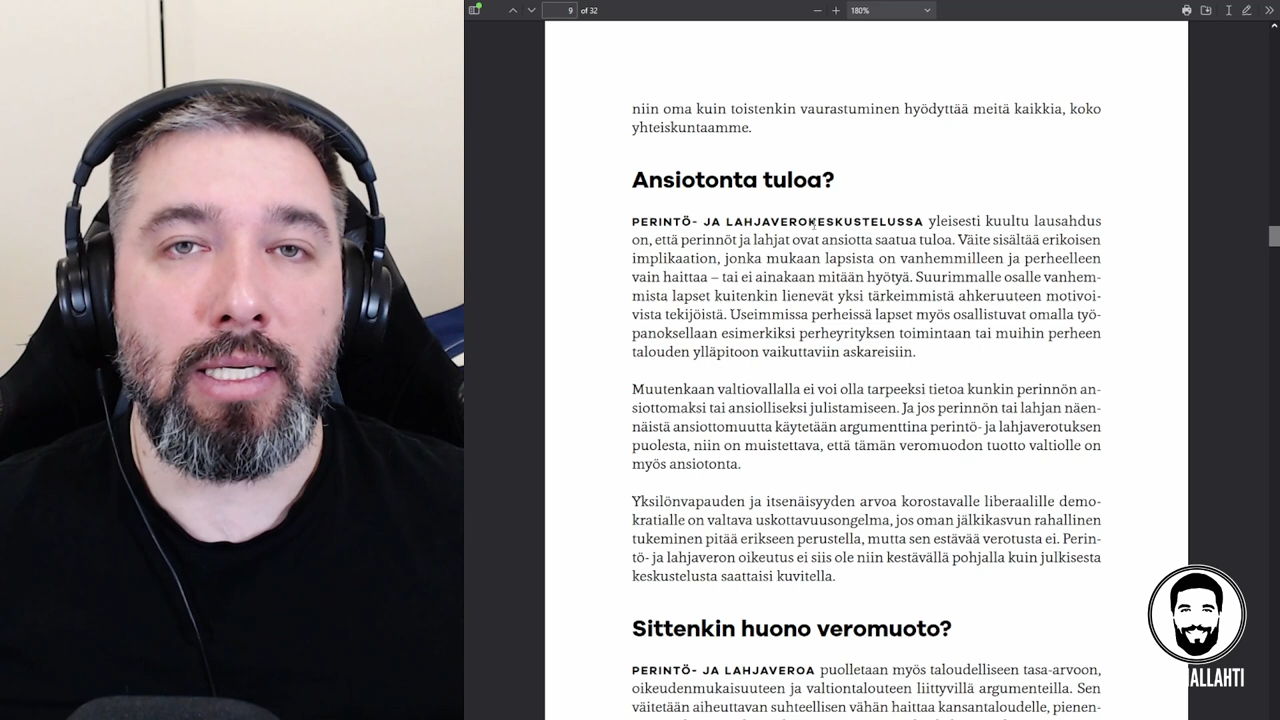 9 of 32
180%
niin oma kuin toistenkin vaurastuminen hyödyttää meitä kaikkia, koko
yhteiskuntaamme.
Ansiotonta tuloa?
PERINTÖ- JA LAHJAVEROKESKUSTELUSSA yleisesti kuultu lausahdus
on, että perinnöt ja lahjat ovat ansiotta saatua tuloa. Väite sisältää erikoisen
implikaation, jonka mukaan lapsista on vanhemmilleen ja perheelleen
vain haittaa – tai ei ainakaan mitään hyötyä. Suurimmalle osalle vanhem-
mista lapset kuitenkin lienevät yksi tärkeimmistä ahkeruuteen motivoi-
vista tekijöistä. Useimmissa perheissä lapset myös osallistuvat omalla työ-
panoksellaan esimerkiksi perheyrityksen toimintaan tai muihin perheen
talouden ylläpitoon vaikuttaviin askareisiin.
Muutenkaan valtiovallalla ei voi olla tarpeeksi tietoa kunkin perinnön an-
siottomaksi tai ansiolliseksi julistamiseen. Ja jos perinnön tai lahjan näen-
näistä ansiottomuutta käytetään argumenttina perintö- ja lahjaverotuksen
puolesta, niin on muistettava, että tämän veromuodon tuotto valtiolle on
myös ansiotonta.
Yksilönvapauden ja itsenäisyyden arvoa korostavalle liberaalille demo-
kratialle on valtava uskottavuusongelma, jos oman jälkikasvun rahallinen
tukeminen pitää erikseen perustella, mutta sen estävää verotusta ei. Perin-
tö- ja lahjaveron oikeutus ei siis ole niin kestävällä pohjalla kuin julkisesta
keskustelusta saattaisi kuvitella.
Sittenkin huono veromuoto?
PERINTÖ- JA LAHJAVEROA puolletaan myös taloudelliseen tasa-arvoon,
oikeudenmukaisuuteen ja valtiontalouteen liittyvillä argumenteilla. Sen
väitetään aiheuttavan suhteellisen vähän haittaa kansantaloudelle, pienen-